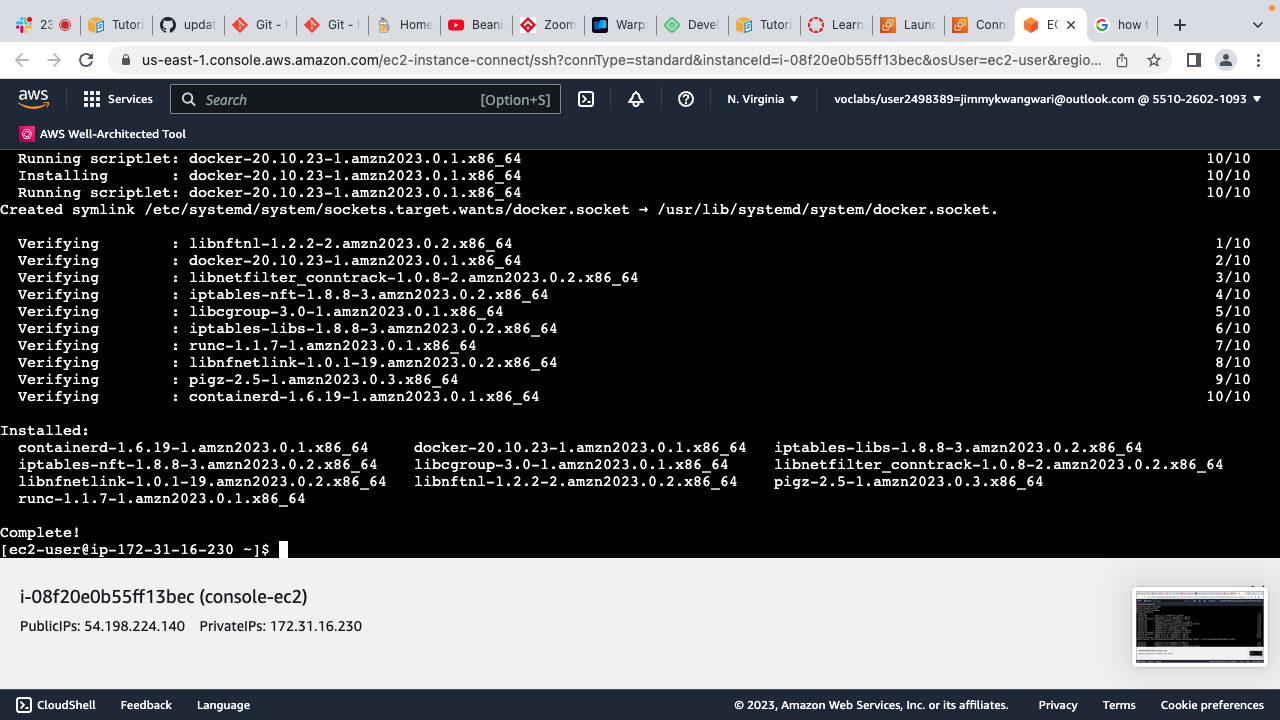 23
Tutori
updat
Git - F
Git - F
Home
Beani
Zoom
Warp:
Deve
Tutori
Learn
Launc
Conn
EC
how t
us-east-1.console.aws.amazon.com/ec2-instance-connect/ssh?connType=standard&instanceId=i-08f20e0b55ff13bec&osUser=ec2-user&regio...
aws
Services
Search
[Option+S]
N. Virginia
voclabs/user2498389=jimmykwangwari@outlook.com @ 5510-2602-1093
AWS Well-Architected Tool
Running scriptlet: docker-20.10.23-1.amzn2023.0.1.x86_64 10/10
Installing : docker-20.10.23-1.amzn2023.0.1.x86_64 10/10
Running scriptlet: docker-20.10.23-1.amzn2023.0.1.x86_64 10/10
Created symlink /etc/systemd/system/sockets.target.wants/docker.socket → /usr/lib/systemd/system/docker.socket.
Verifying : libnftnl-1.2.2-2.amzn2023.0.2.x86_64 1/10
Verifying : docker-20.10.23-1.amzn2023.0.1.x86_64 2/10
Verifying : libnetfilter_conntrack-1.0.8-2.amzn2023.0.2.x86_64 3/10
Verifying : iptables-nft-1.8.8-3.amzn2023.0.2.x86_64 4/10
Verifying : libcgroup-3.0-1.amzn2023.0.1.x86_64 5/10
Verifying : iptables-libs-1.8.8-3.amzn2023.0.2.x86_64 6/10
Verifying : runc-1.1.7-1.amzn2023.0.1.x86_64 7/10
Verifying : libnfnetlink-1.0.1-19.amzn2023.0.2.x86_64 8/10
Verifying : pigz-2.5-1.amzn2023.0.3.x86_64 9/10
Verifying : containerd-1.6.19-1.amzn2023.0.1.x86_64 10/10
Installed:
containerd-1.6.19-1.amzn2023.0.1.x86_64 docker-20.10.23-1.amzn2023.0.1.x86_64 iptables-libs-1.8.8-3.amzn2023.0.2.x86_64
iptables-nft-1.8.8-3.amzn2023.0.2.x86_64 libcgroup-3.0-1.amzn2023.0.1.x86_64 libnetfilter_conntrack-1.0.8-2.amzn2023.0.2.x86_64
libnfnetlink-1.0.1-19.amzn2023.0.2.x86_64 libnftnl-1.2.2-2.amzn2023.0.2.x86_64 pigz-2.5-1.amzn2023.0.3.x86_64
runc-1.1.7-1.amzn2023.0.1.x86_64
Complete!
[ec2-user@ip-172-31-16-230 ~]$
i-08f20e0b55ff13bec (console-ec2)
PublicIPs: 54.198.224.140 PrivateIPs: 172.31.16.230
CloudShell
Feedback
Language
© 2023, Amazon Web Services, Inc. or its affiliates.
Privacy
Terms
Cookie preferences